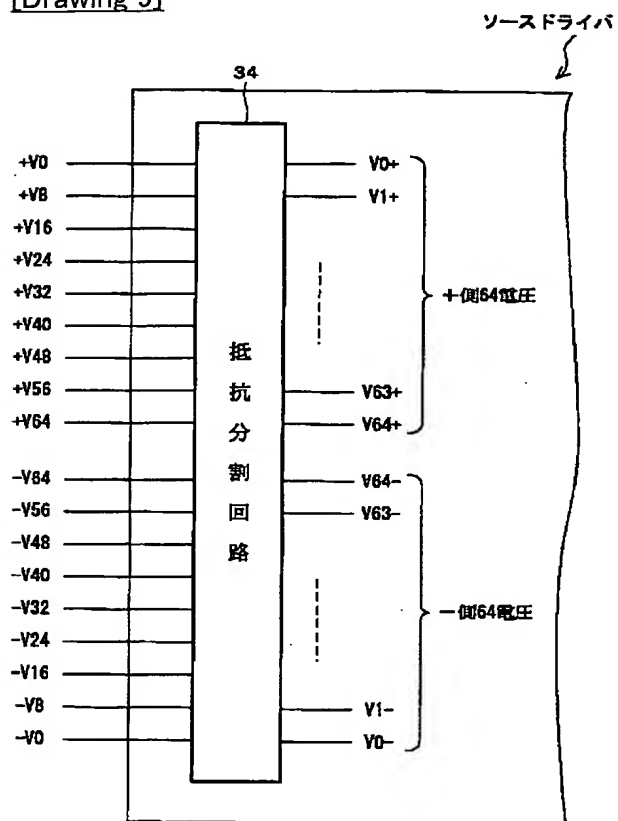 [Drawing 9]
ソースドライバ
34
+V0
+V8
+V16
+V24
+V32
+V40
+V48
+V56
+V64
-V64
-V56
-V48
-V40
-V32
-V24
-V16
-V8
-V0
抵抗分割回路
V0+
V1+
V63+
V64+
+側64電圧
V64-
V63-
V1-
V0-
-側64電圧